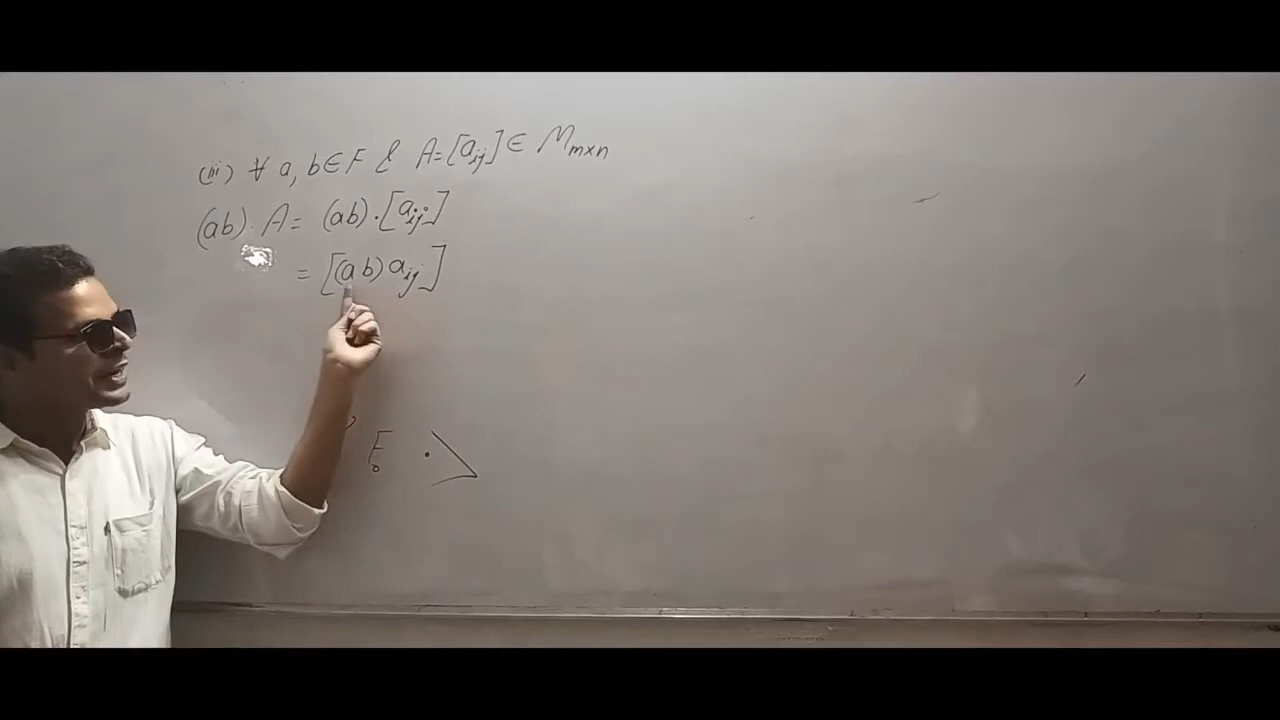 (iii) ∀ a, b ∈ F & A = [aij] ∈ Mm×n
(ab) · A = (ab) · [aij]
= [(ab) aij]
F